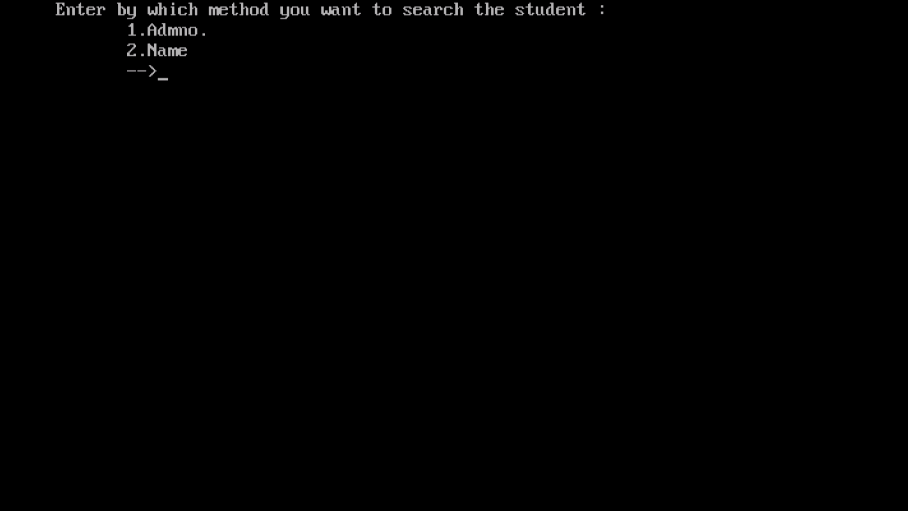 Enter by which method you want to search the student :
1.Admno.
2.Name
-->_